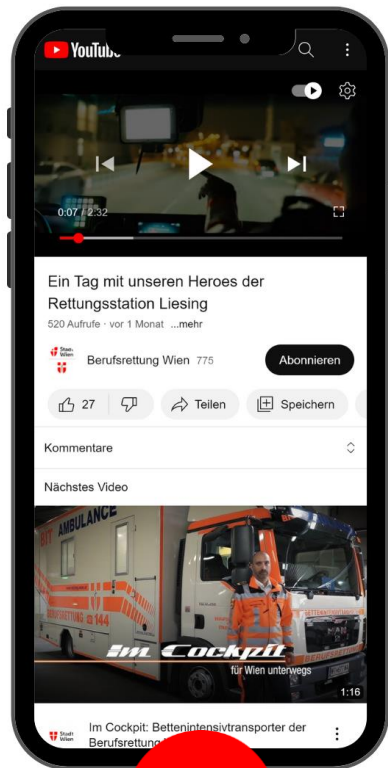 YouTube
0:07 / 2:32
Ein Tag mit unseren Heroes der
Rettungsstation Liesing
520 Aufrufe · vor 1 Monat ...mehr
Stadt
Wien
Berufsrettung Wien 775
Abonnieren
27
Teilen
Speichern
Kommentare
Nächstes Video
AMBULANCE
BERUFSRETTUNG 144
BETTENINTENSIV
Im Cockpit
für Wien unterwegs
1:16
Stadt
Wien
Im Cockpit: Bettenintensivtransporter der
Berufsrettung